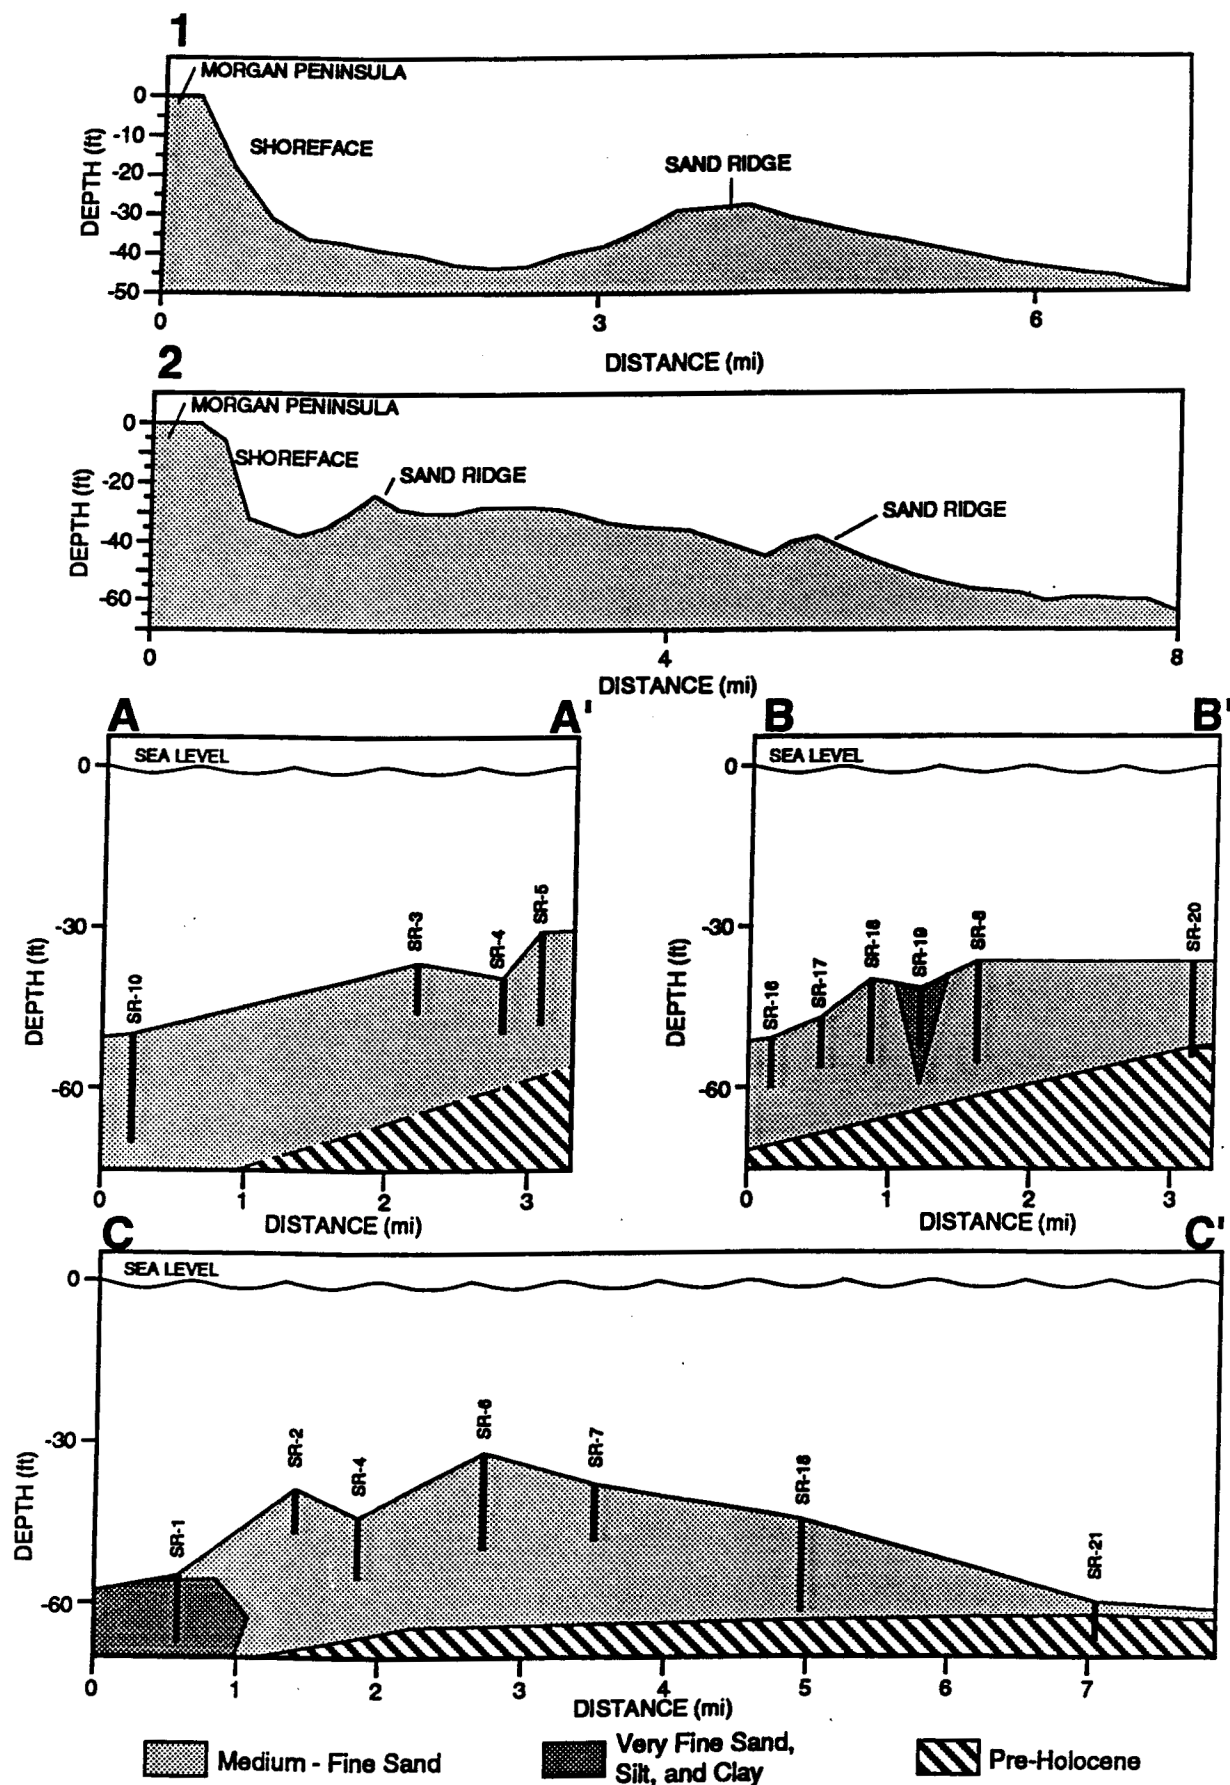 1
MORGAN PENINSULA
SHOREFACE
SAND RIDGE
DEPTH (ft)
0
-10
-20
-30
-40
-50
0
3
6
DISTANCE (mi)
2
MORGAN PENINSULA
SHOREFACE
SAND RIDGE
SAND RIDGE
DEPTH (ft)
0
-20
-40
-60
0
4
8
DISTANCE (mi)
A
A'
SEA LEVEL
DEPTH (ft)
0
-30
-60
SR-10
SR-3
SR-4
SR-5
0
1
2
3
DISTANCE (mi)
B
B'
SEA LEVEL
DEPTH (ft)
0
-30
-60
SR-16
SR-17
SR-18
SR-19
SR-8
SR-20
0
1
2
3
DISTANCE (mi)
C
C'
SEA LEVEL
DEPTH (ft)
0
-30
-60
SR-1
SR-2
SR-4
SR-6
SR-7
SR-18
SR-21
0
1
2
3
4
5
6
7
DISTANCE (mi)
Medium - Fine Sand
Very Fine Sand,
Silt, and Clay
Pre-Holocene